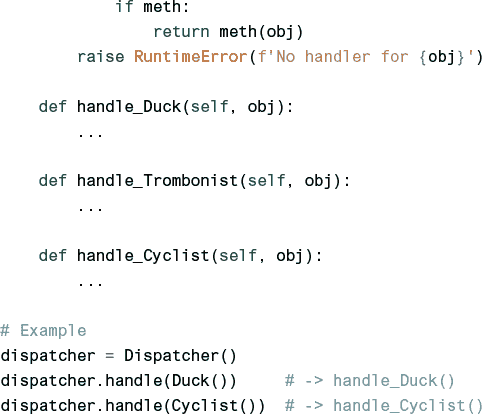 if meth:
                return meth(obj)
        raise RuntimeError(f'No handler for {obj}')

    def handle_Duck(self, obj):
        ...

    def handle_Trombonist(self, obj):
        ...

    def handle_Cyclist(self, obj):
        ...

# Example
dispatcher = Dispatcher()
dispatcher.handle(Duck())     # -> handle_Duck()
dispatcher.handle(Cyclist())  # -> handle_Cyclist()